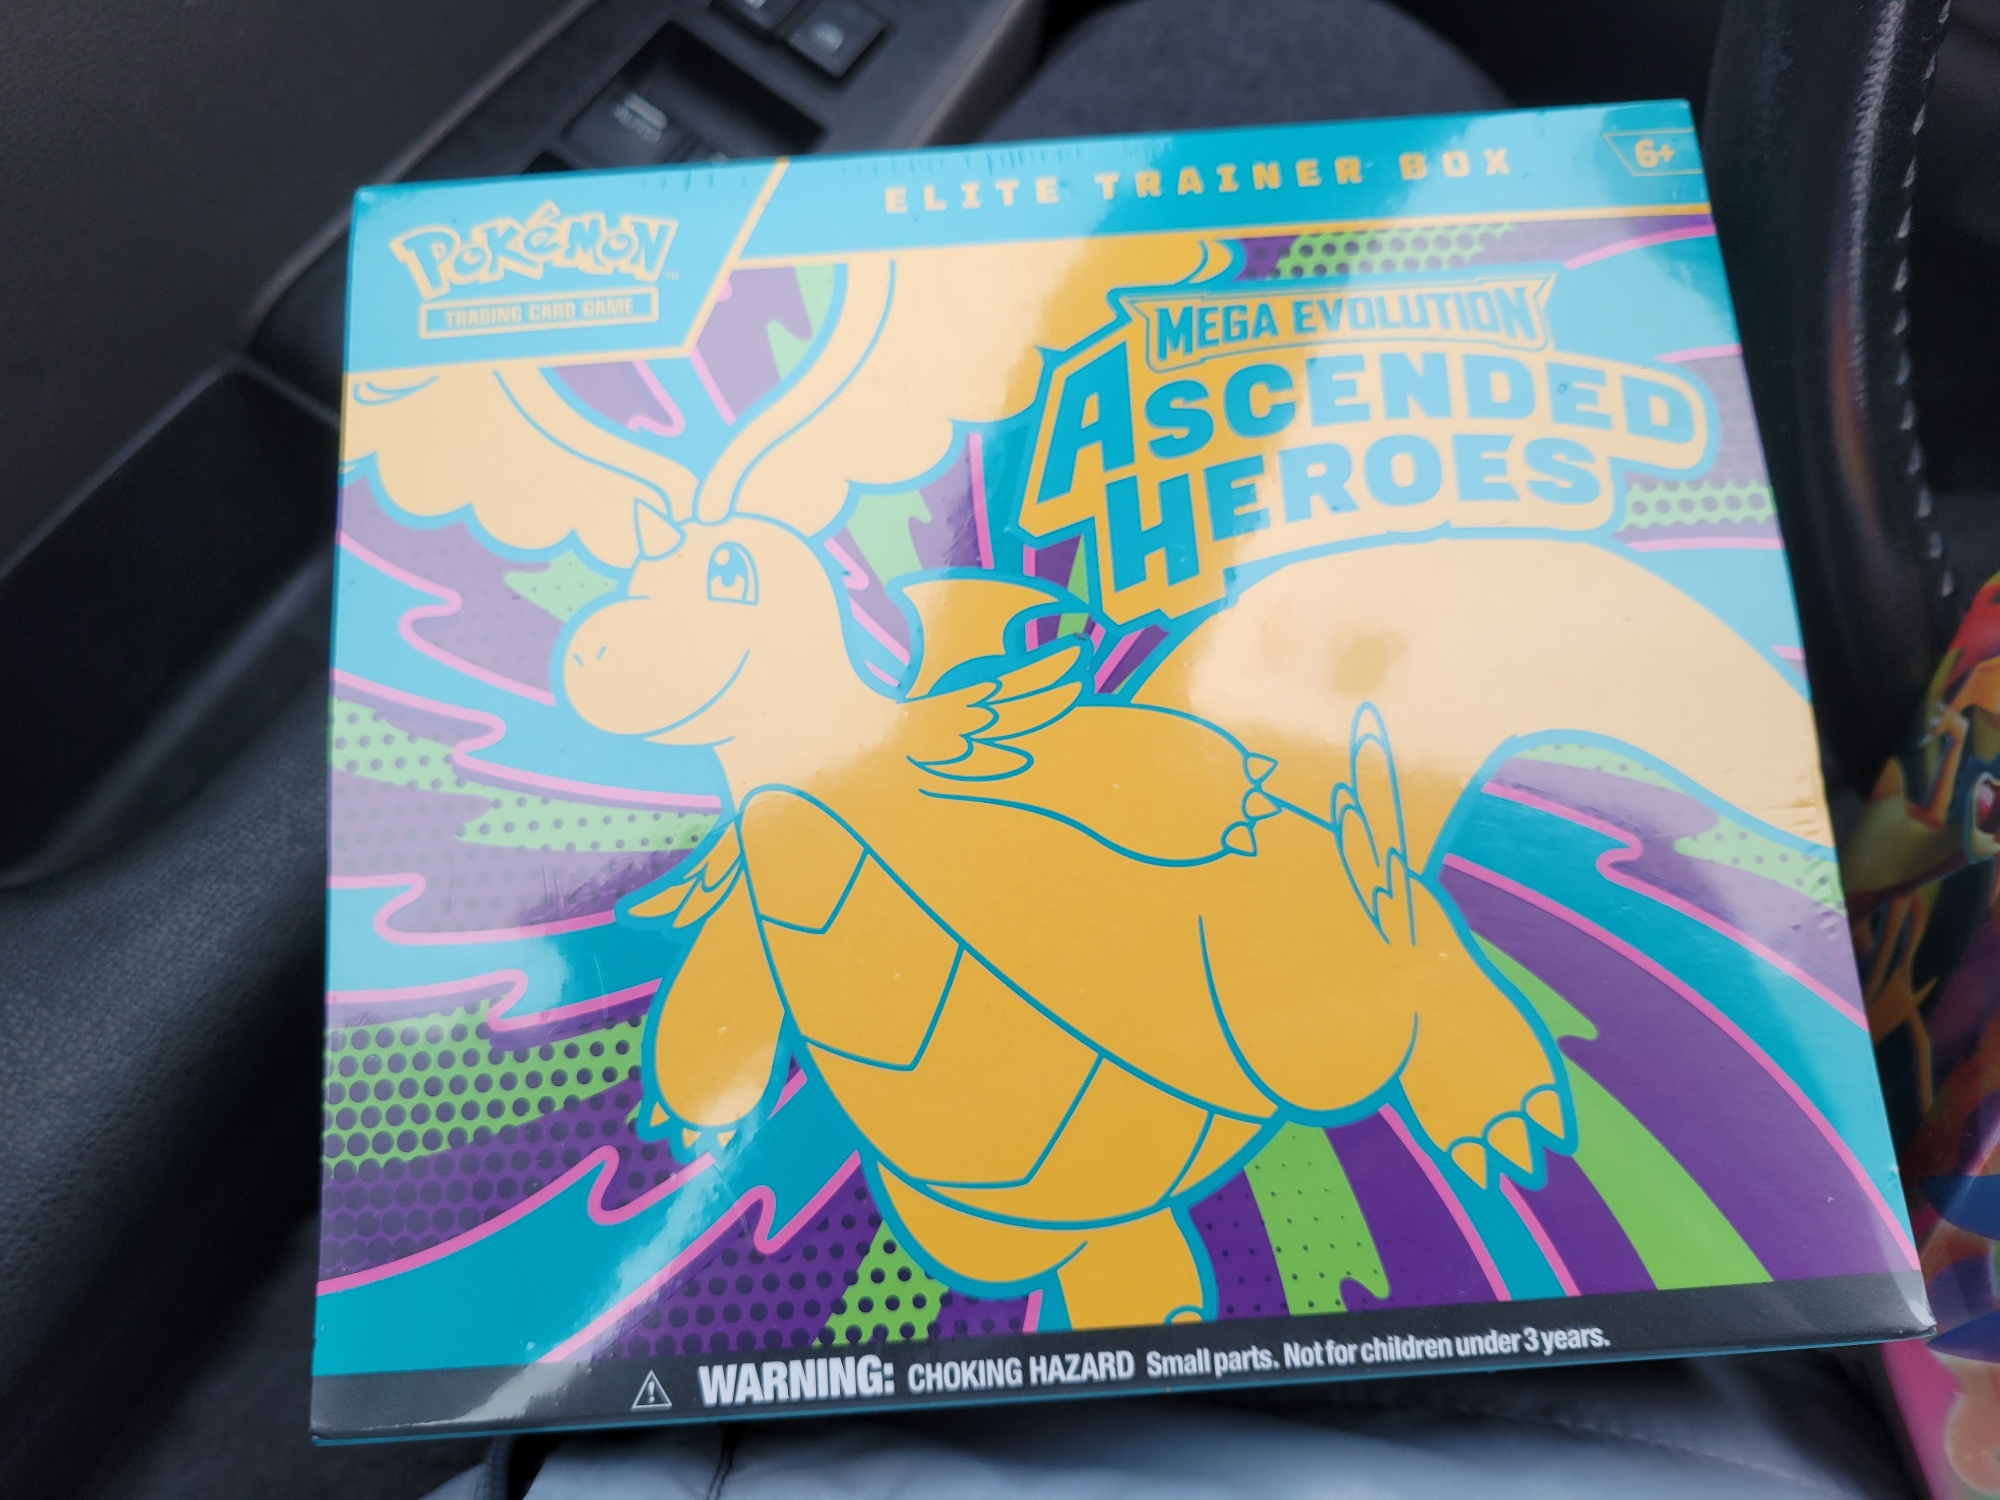 ELITE TRAINER BOX
6+
POKéMON™
TRADING CARD GAME
MEGA EVOLUTION
ASCENDED
HEROES
WARNING: CHOKING HAZARD Small parts. Not for children under 3 years.